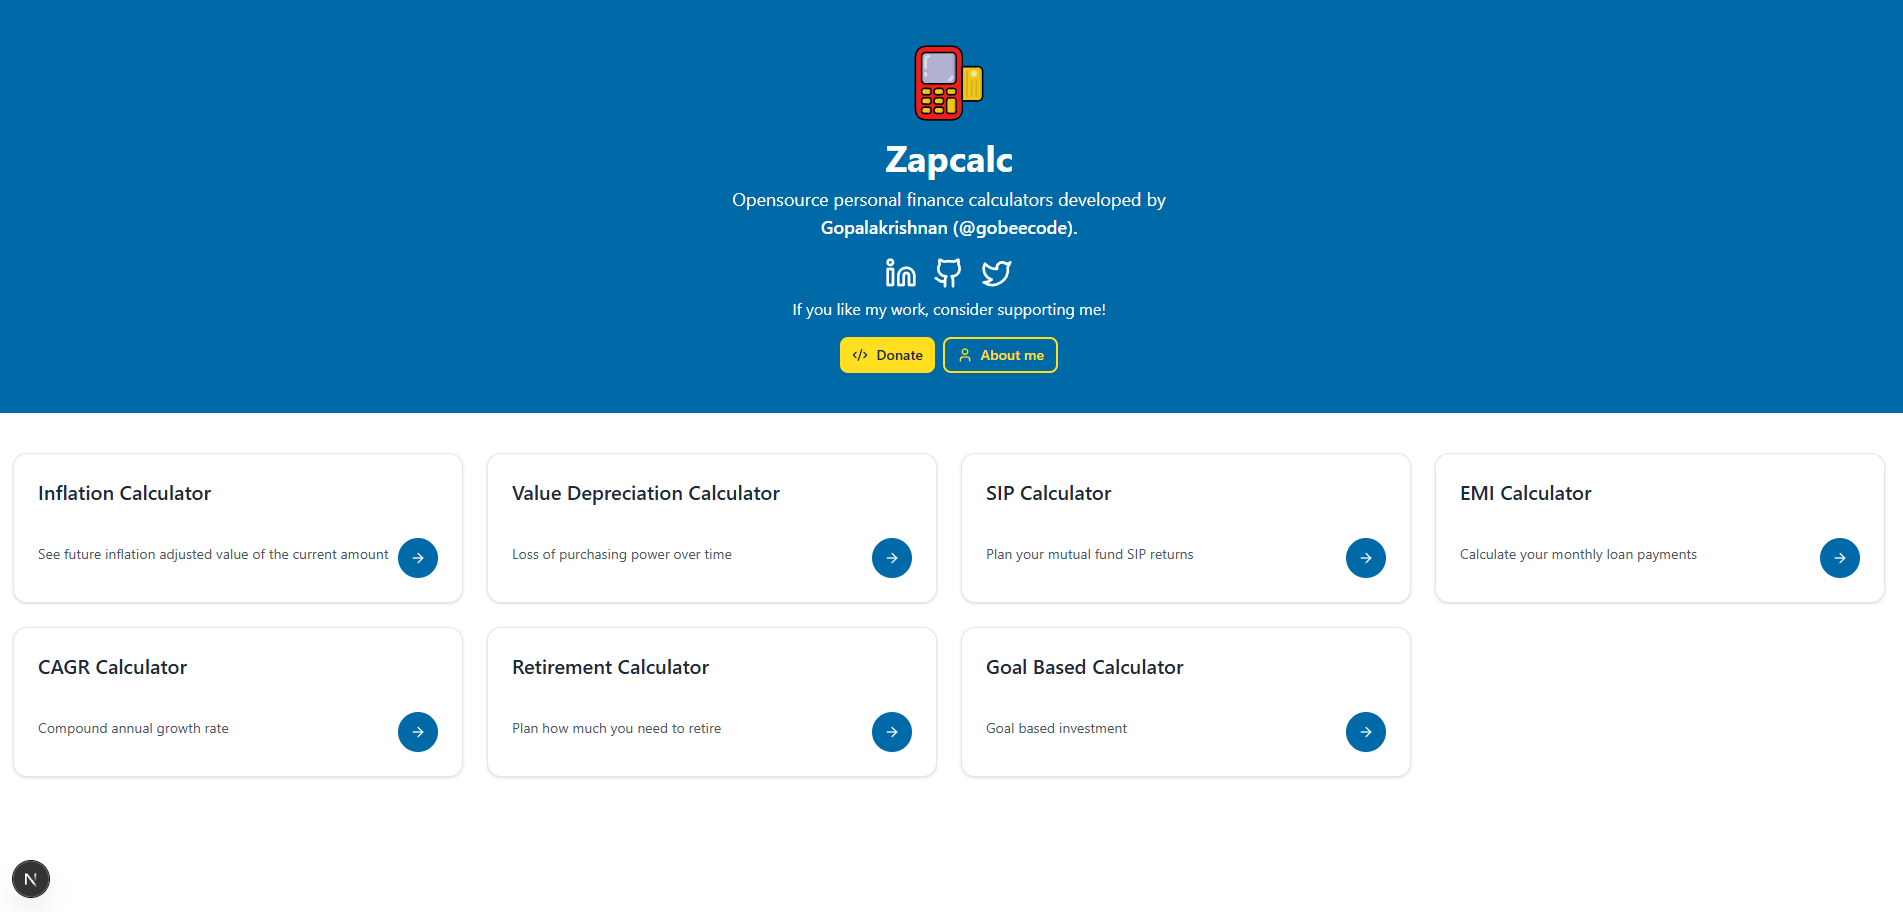 Zapcalc
Opensource personal finance calculators developed by
Gopalakrishnan (@gobeecode).
If you like my work, consider supporting me!
Donate
About me
Inflation Calculator
See future inflation adjusted value of the current amount
Value Depreciation Calculator
Loss of purchasing power over time
SIP Calculator
Plan your mutual fund SIP returns
EMI Calculator
Calculate your monthly loan payments
CAGR Calculator
Compound annual growth rate
Retirement Calculator
Plan how much you need to retire
Goal Based Calculator
Goal based investment
N